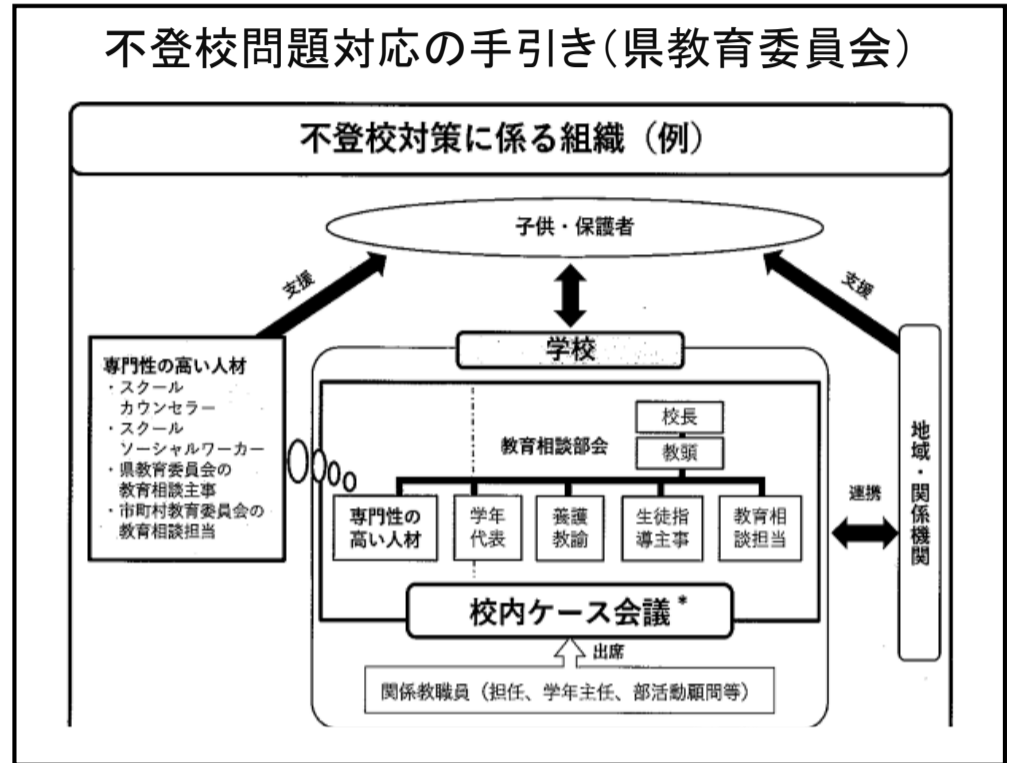 不登校問題対応の手引き（県教育委員会）
不登校対策に係る組織（例）
子供・保護者
支援
支援
専門性の高い人材
・スクール
カウンセラー
・スクール
ソーシャルワーカー
・県教育委員会の
教育相談主事
・市町村教育委員会の
教育相談担当
学校
校長
教頭
教育相談部会
専門性の
高い人材
学年
代表
養護
教諭
生徒指
導主事
教育相
談担当
連携
地域・関係機関
校内ケース会議*
出席
関係教職員（担任、学年主任、部活動顧問等）